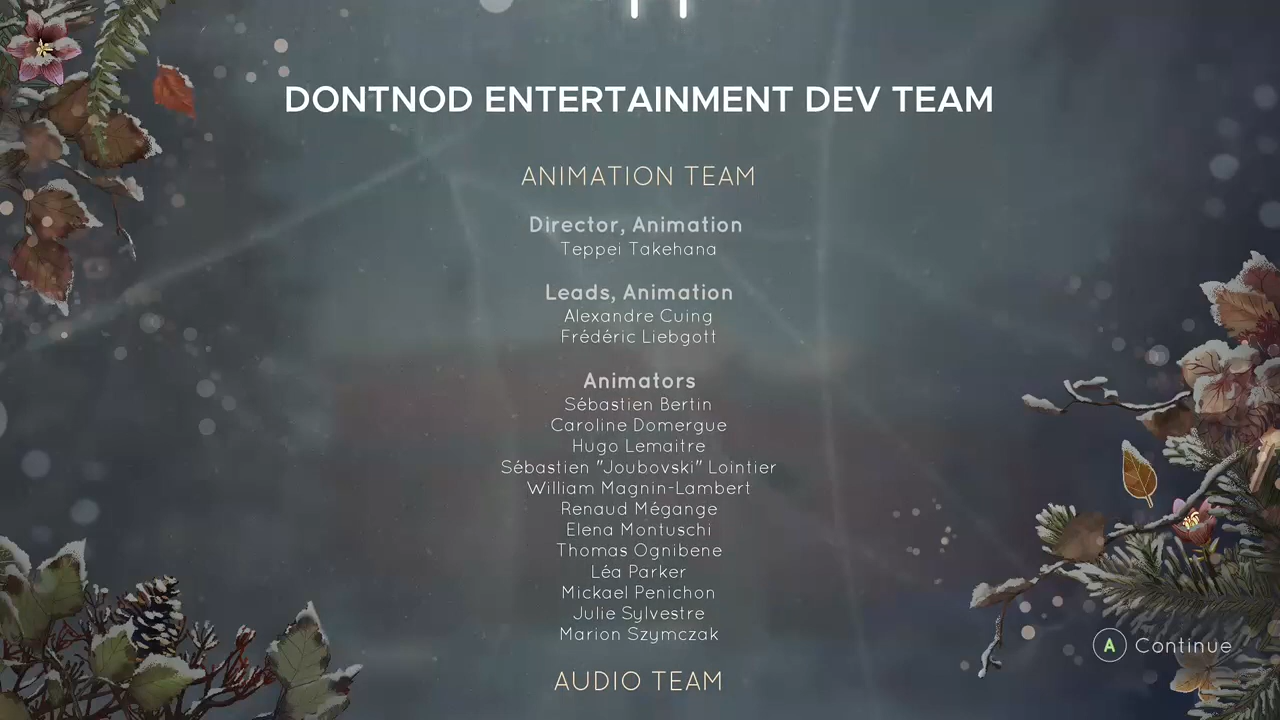 DONTNOD ENTERTAINMENT DEV TEAM
ANIMATION TEAM
Director, Animation
Teppei Takehana
Leads, Animation
Alexandre Cuing
Frédéric Liebgott
Animators
Sébastien Bertin
Caroline Domergue
Hugo Lemaitre
Sébastien "Joubovski" Lointier
William Magnin-Lambert
Renaud Mégange
Elena Montuschi
Thomas Ognibene
Léa Parker
Mickael Penichon
Julie Sylvestre
Marion Szymczak
A Continue
AUDIO TEAM